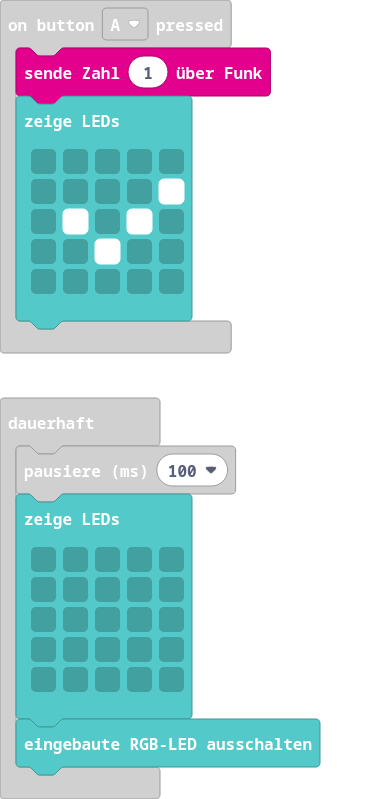 on button A pressed
sende Zahl 1 über Funk
zeige LEDs
dauerhaft
pausiere (ms) 100
zeige LEDs
eingebaute RGB-LED ausschalten